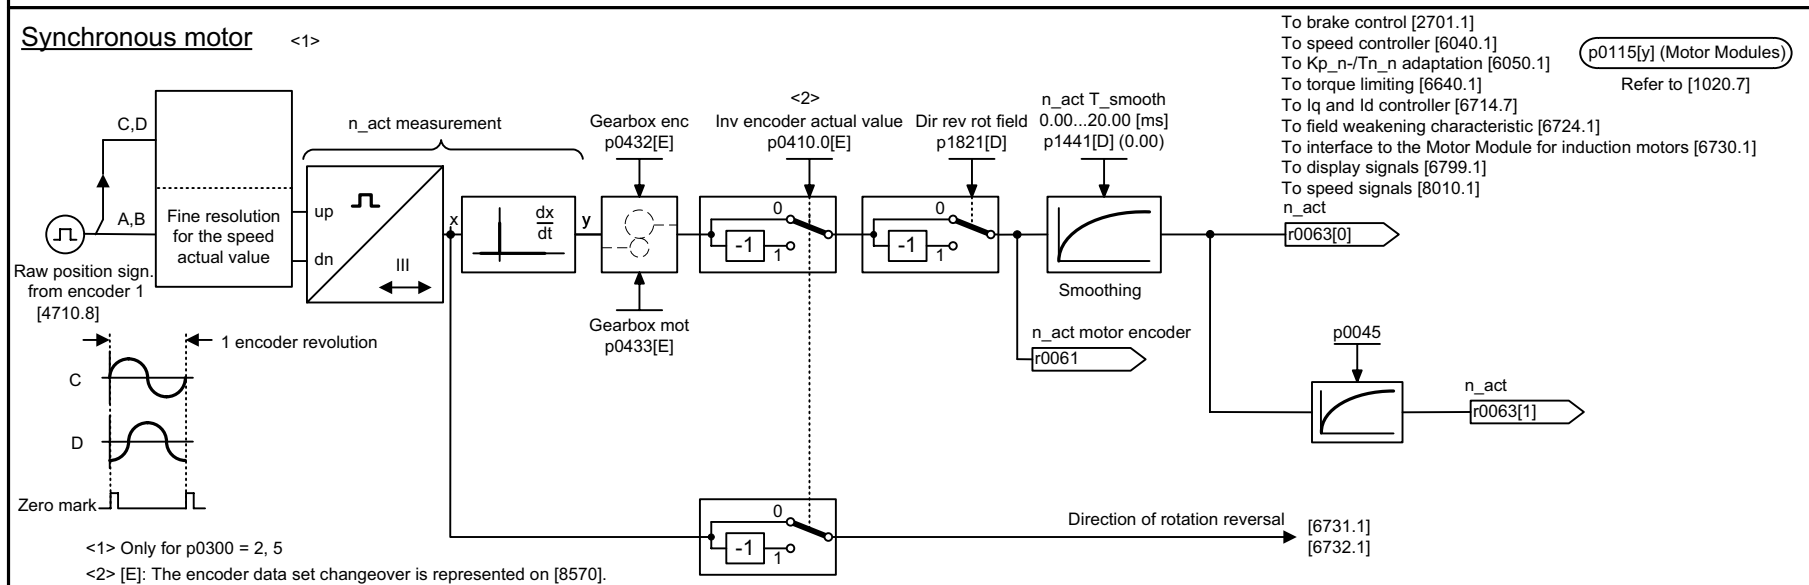 Synchronous motor <1>
To brake control [2701.1]
To speed controller [6040.1]
To Kp_n-/Tn_n adaptation [6050.1]
To torque limiting [6640.1]
To Iq and Id controller [6714.7]
To field weakening characteristic [6724.1]
To interface to the Motor Module for induction motors [6730.1]
To display signals [6799.1]
To speed signals [8010.1]
p0115[y] (Motor Modules)
Refer to [1020.7]
n_act
r0063[0]
C,D
A,B
Fine resolution
for the speed
actual value
Raw position sign.
from encoder 1
[4710.8]
n_act measurement
up
dn
III
x
dx
dt
y
Gearbox enc
p0432[E]
Gearbox mot
p0433[E]
<2>
Inv encoder actual value
p0410.0[E]
0
-1
1
Dir rev rot field
p1821[D]
0
-1
1
n_act T_smooth
0.00...20.00 [ms]
p1441[D] (0.00)
Smoothing
n_act motor encoder
r0061
p0045
n_act
r0063[1]
1 encoder revolution
C
D
Zero mark
0
-1
1
Direction of rotation reversal
[6731.1]
[6732.1]
<1> Only for p0300 = 2, 5
<2> [E]: The encoder data set changeover is represented on [8570].